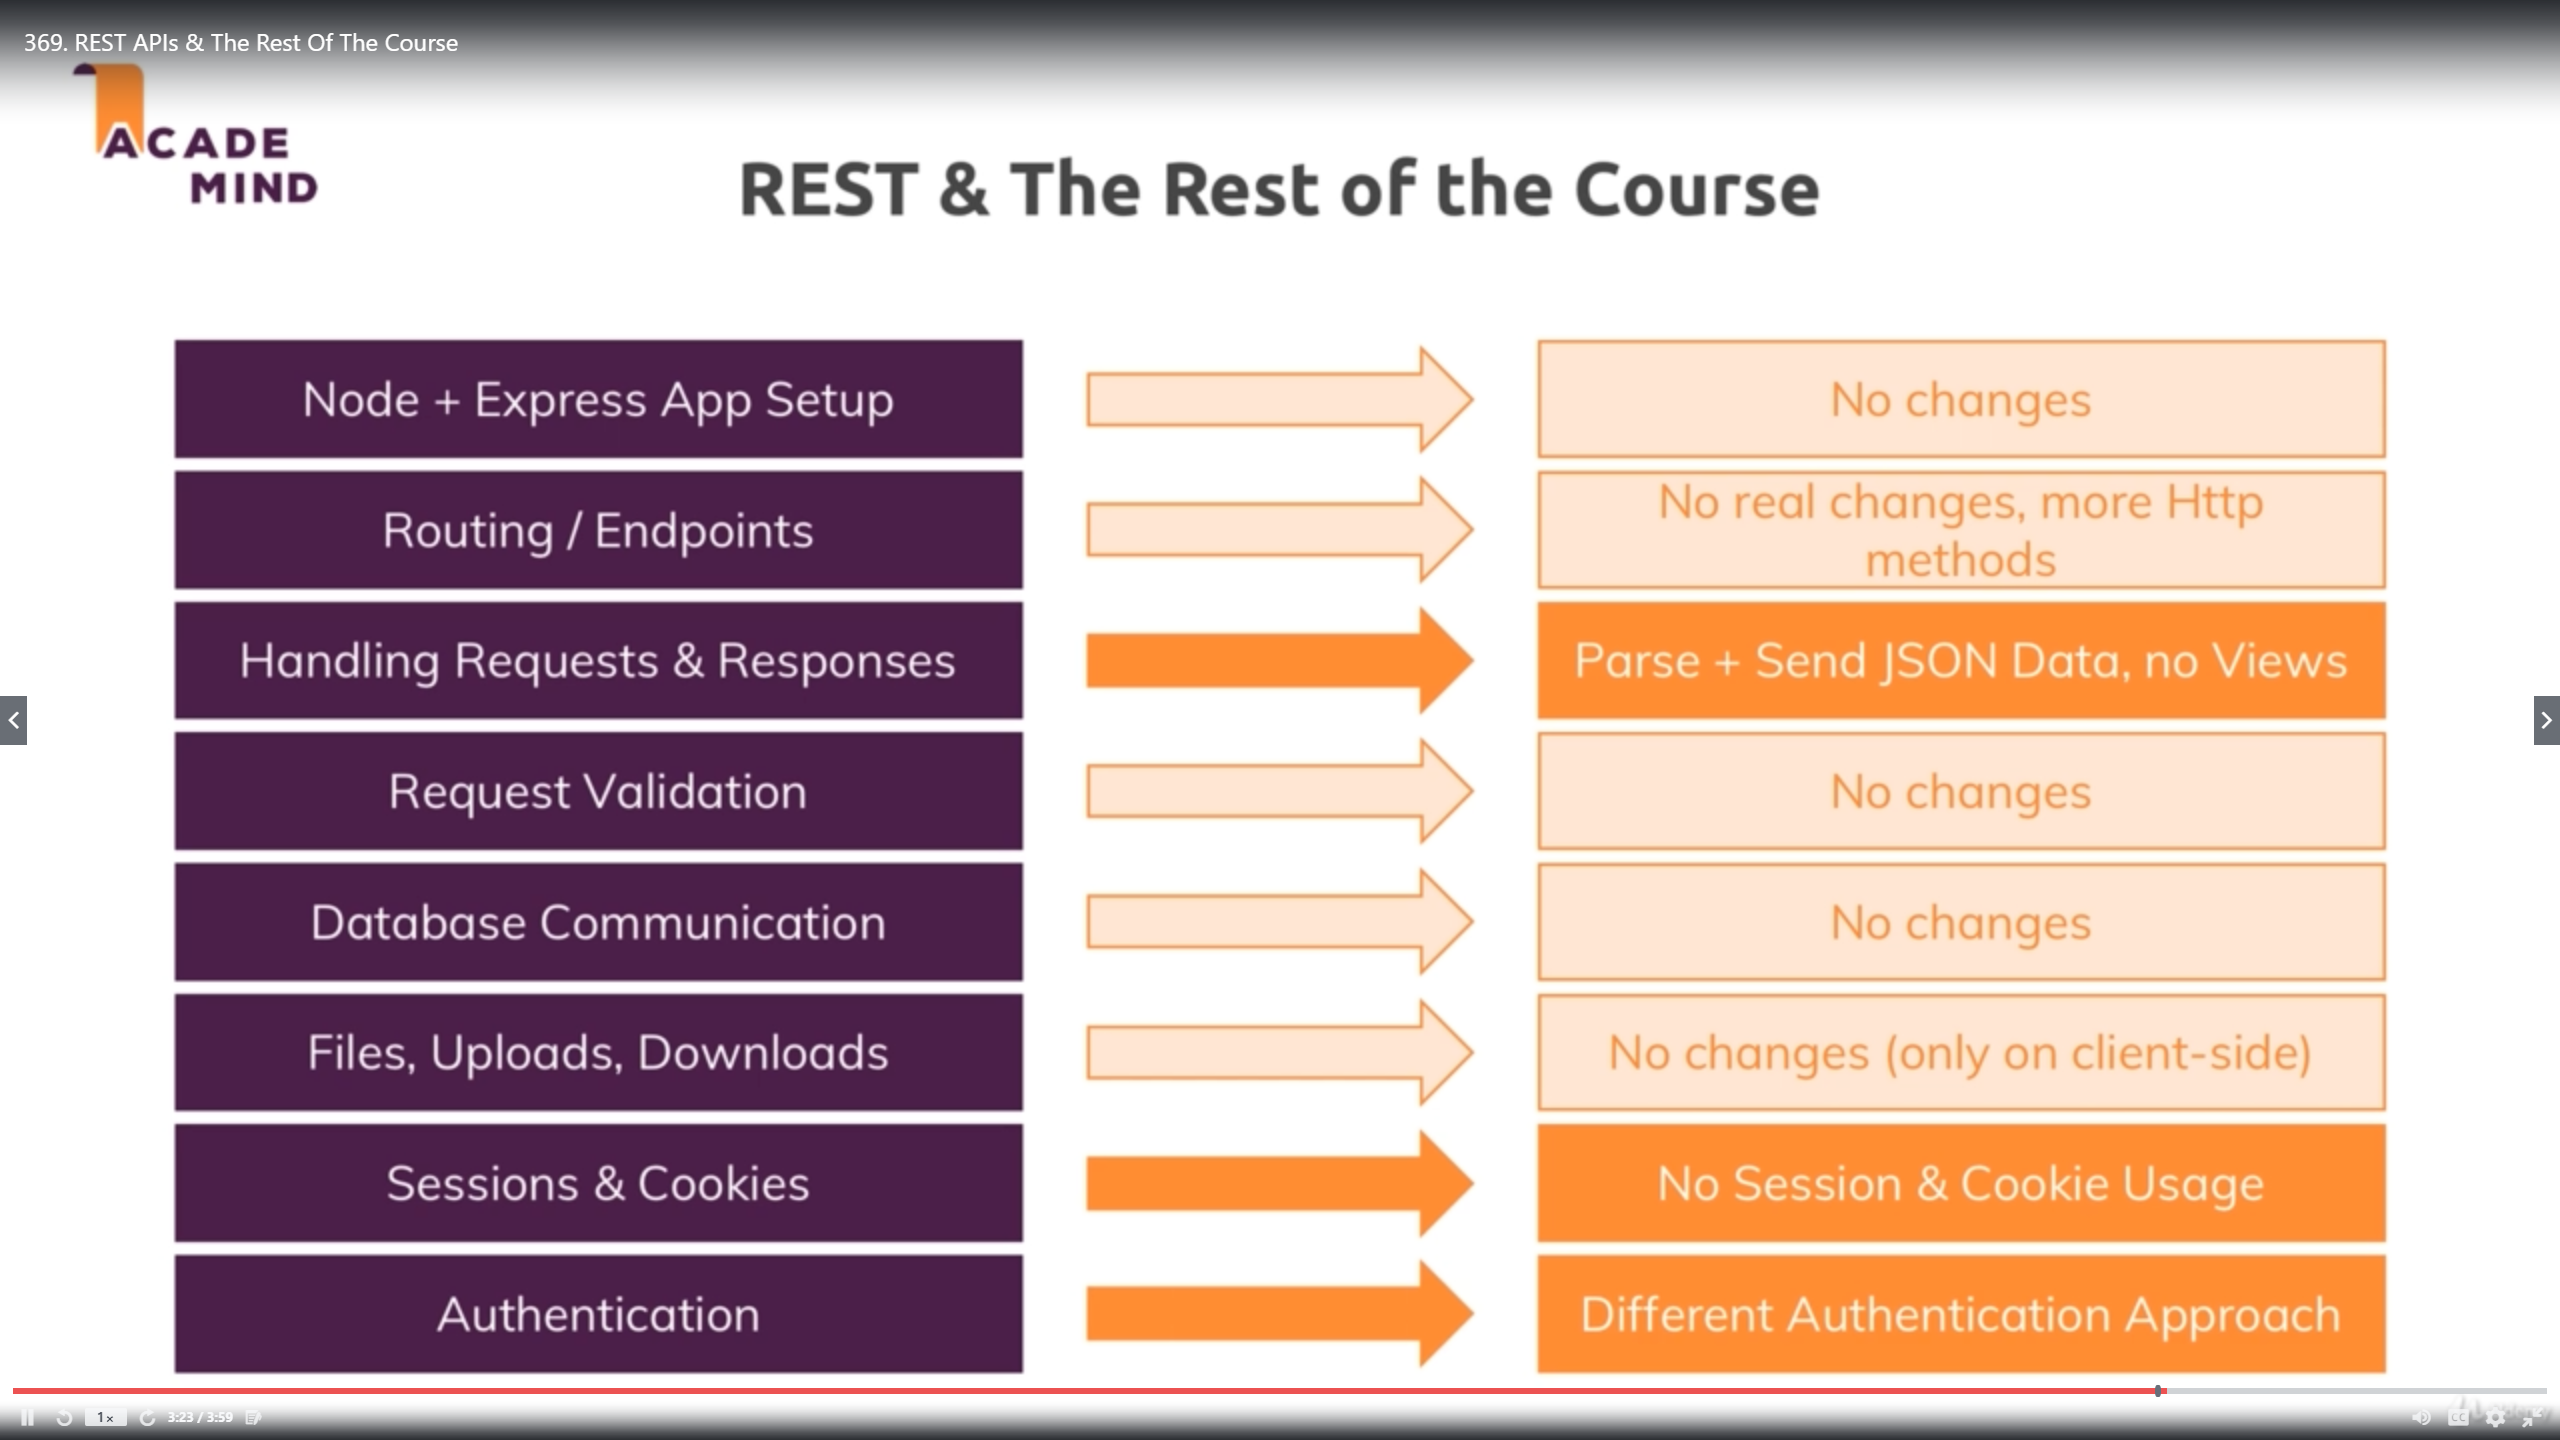 369. REST APIs & The Rest Of The Course
ACADE
MIND
REST & The Rest of the Course
Node + Express App Setup
No changes
Routing / Endpoints
No real changes, more Http
methods
Handling Requests & Responses
Parse + Send JSON Data, no Views
Request Validation
No changes
Database Communication
No changes
Files, Uploads, Downloads
No changes (only on client-side)
Sessions & Cookies
No Session & Cookie Usage
Authentication
Different Authentication Approach
1x
3:23 / 3:59
CC